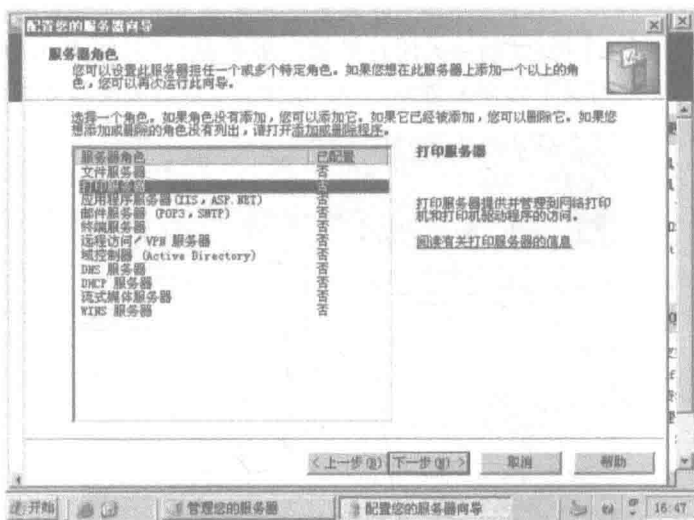 配置您的服务器向导
服务器角色
您可以设置此服务器担任一个或多个特定角色。如果您想在此服务器上添加一个以上的角
色，您可以再次运行此向导。
选择一个角色。如果角色没有添加，您可以添加它。如果它已经被添加，您可以删除它。如果您
想添加或删除的角色没有列出，请打开添加或删除程序。
服务器角色 已配置
文件服务器 否
打印服务器 否
应用程序服务器(IIS，ASP.NET) 否
邮件服务器 (POP3，SMTP) 否
终端服务器 否
远程访问/VPN 服务器 否
域控制器 (Active Directory) 否
DNS 服务器 否
DHCP 服务器 否
流式媒体服务器 否
WINS 服务器 否
打印服务器
打印服务器提供并管理到网络打印
机和打印机驱动程序的访问。
阅读有关打印服务器的信息
< 上一步(B) 下一步(N) > 取消 帮助
开始 管理您的服务器 配置您的服务器向导 16:47